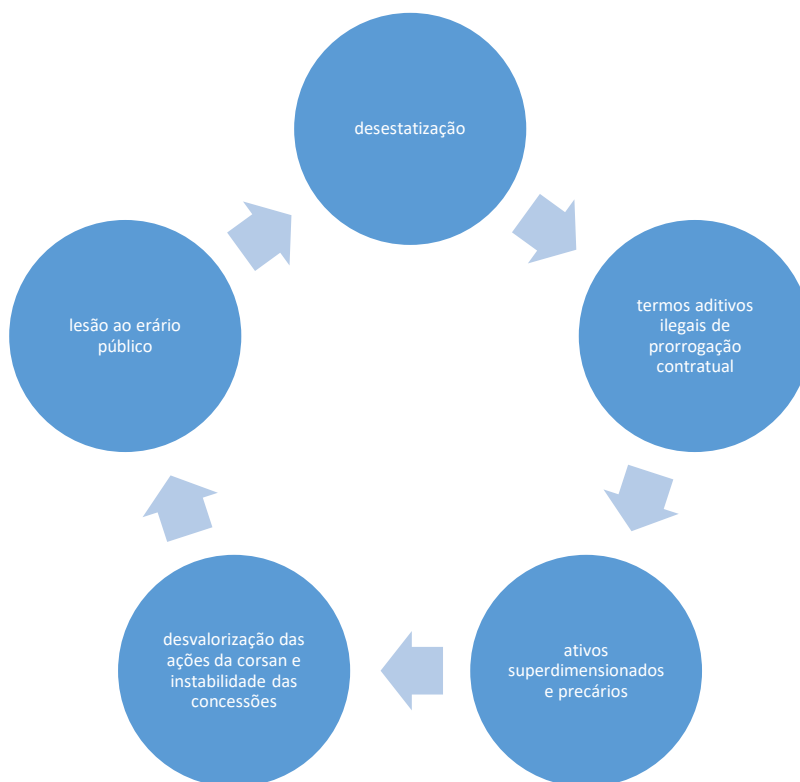 desestatização
termos aditivos
ilegais de
prorrogação
contratual
ativos
superdimensionados
e precários
desvalorização das
ações da corsan e
instabilidade das
concessões
lesão ao erário
público